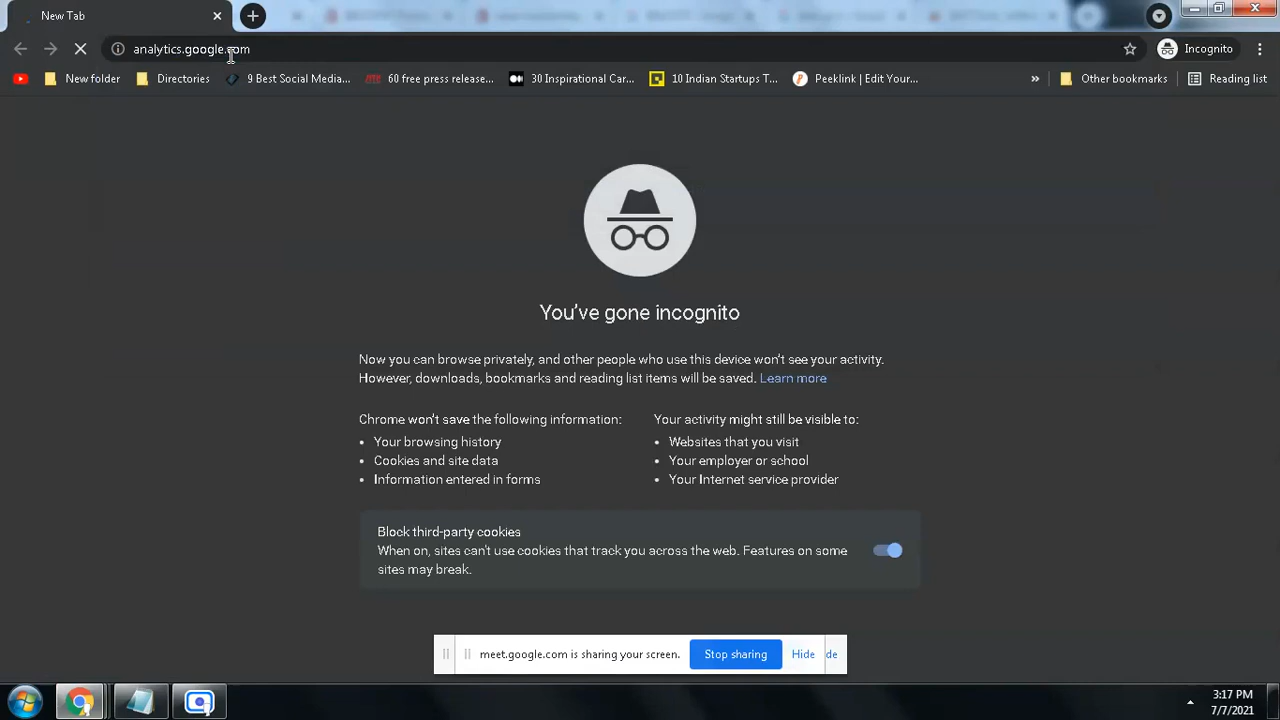 New Tab
analytics.google.com
Incognito
New folder
Directories
9 Best Social Media...
60 free press release...
30 Inspirational Car...
10 Indian Startups T...
Peeklink | Edit Your...
»
Other bookmarks
Reading list
You've gone incognito
Now you can browse privately, and other people who use this device won't see your activity.
However, downloads, bookmarks and reading list items will be saved. Learn more
Chrome won't save the following information:
• Your browsing history
• Cookies and site data
• Information entered in forms
Your activity might still be visible to:
• Websites that you visit
• Your employer or school
• Your Internet service provider
Block third-party cookies
When on, sites can't use cookies that track you across the web. Features on some
sites may break.
meet.google.com is sharing your screen.
Stop sharing
Hide
de
3:17 PM
7/7/2021